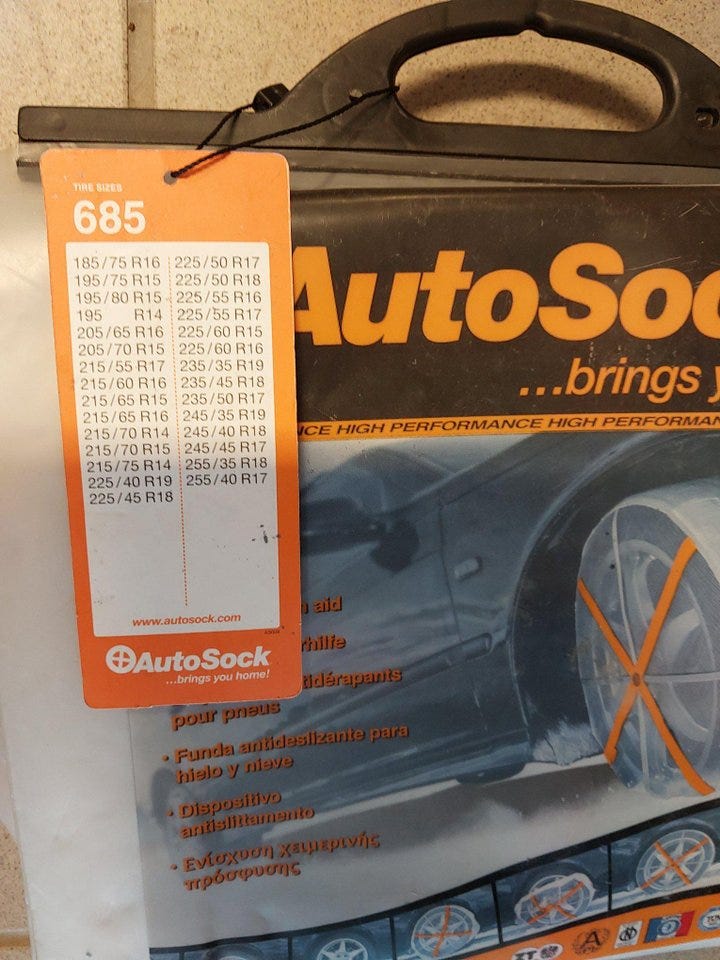 TIRE SIZES
685
185/75 R16
195/75 R15
195/80 R15
195 R14
205/65 R16
205/70 R15
215/55 R17
215/60 R16
215/65 R15
215/65 R16
215/70 R14
215/70 R15
215/75 R14
225/40 R19
225/45 R18
225/50 R17
225/50 R18
225/55 R16
225/55 R17
225/60 R15
225/60 R16
235/35 R19
235/45 R18
235/50 R17
245/35 R19
245/40 R18
245/45 R17
255/35 R18
255/40 R17
www.autosock.com
AutoSock
...brings you home!
AutoSoc
...brings y
NCE HIGH PERFORMANCE HIGH PERFORMAN
n aid
rhilfe
tidérapants
pour pneus
• Funda antideslizante para
hielo y nieve
• Dispositivo
antislittamento
• Ενίσχυση χειμερινής
πρόσφυσης